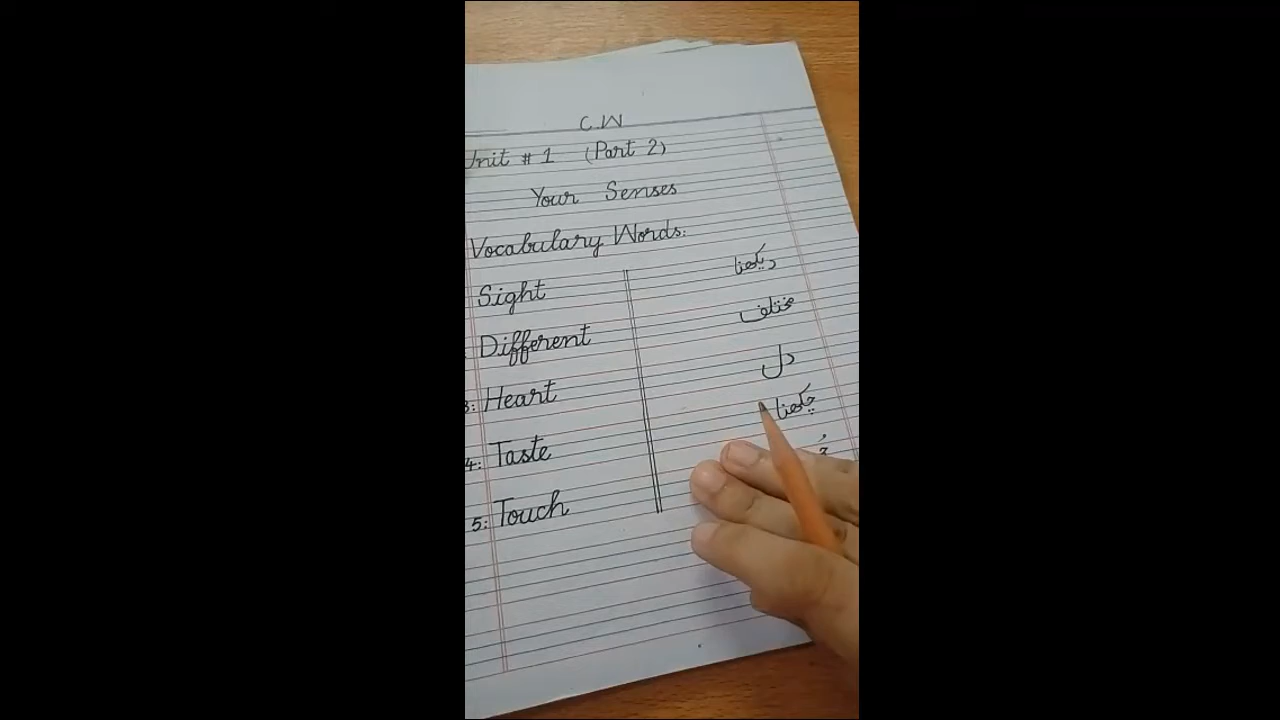 C.W
Unit # 1 (Part 2)
Your Senses
Vocabulary Words:
Sight دیکھنا
Different مختلف
3: Heart دل
4: Taste چکھنا
5: Touch